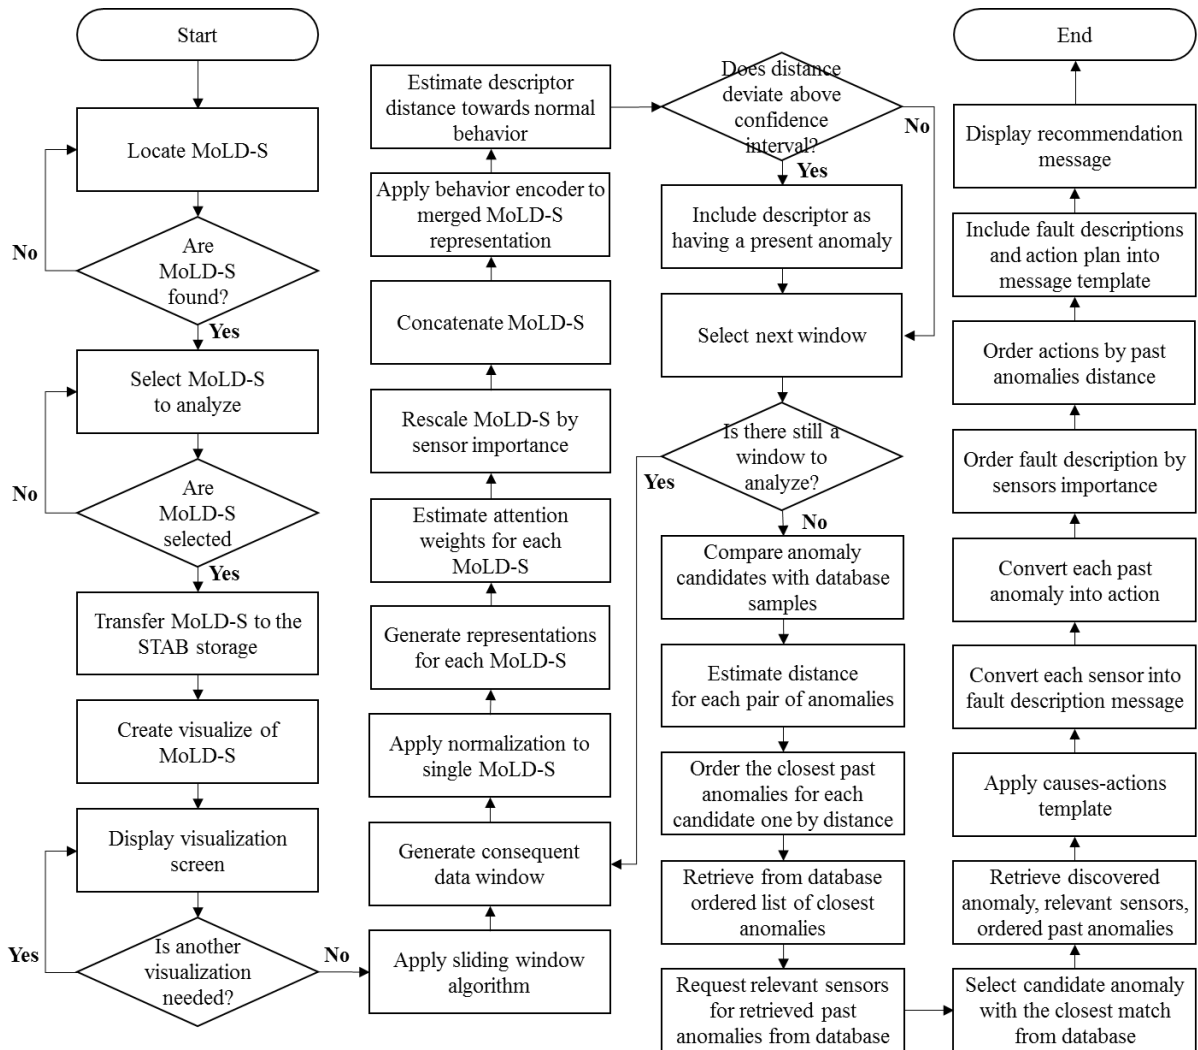 Start
Locate MoLD-S
No
Are
MoLD-S
found?
Yes
Select MoLD-S
to analyze
No
Are
MoLD-S
selected
Yes
Transfer MoLD-S to the
STAB storage
Create visualize of
MoLD-S
Display visualization
screen
Yes
Is another
visualization
needed?
No
Apply sliding window
algorithm
Generate consequent
data window
Apply normalization to
single MoLD-S
Generate representations
for each MoLD-S
Estimate attention
weights for each
MoLD-S
Rescale MoLD-S by
sensor importance
Concatenate MoLD-S
Apply behavior encoder to
merged MoLD-S
representation
Estimate descriptor
distance towards normal
behavior
Does distance
deviate above
confidence
interval?
No
Yes
Include descriptor as
having a present anomaly
Select next window
Is there still a
window to
analyze?
Yes
No
Compare anomaly
candidates with database
samples
Estimate distance
for each pair of anomalies
Order the closest past
anomalies for each
candidate one by distance
Retrieve from database
ordered list of closest
anomalies
Request relevant sensors
for retrieved past
anomalies from database
Select candidate anomaly
with the closest match
from database
Retrieve discovered
anomaly, relevant sensors,
ordered past anomalies
Apply causes-actions
template
Convert each sensor into
fault description message
Convert each past
anomaly into action
Order fault description by
sensors importance
Order actions by past
anomalies distance
Include fault descriptions
and action plan into
message template
Display recommendation
message
End